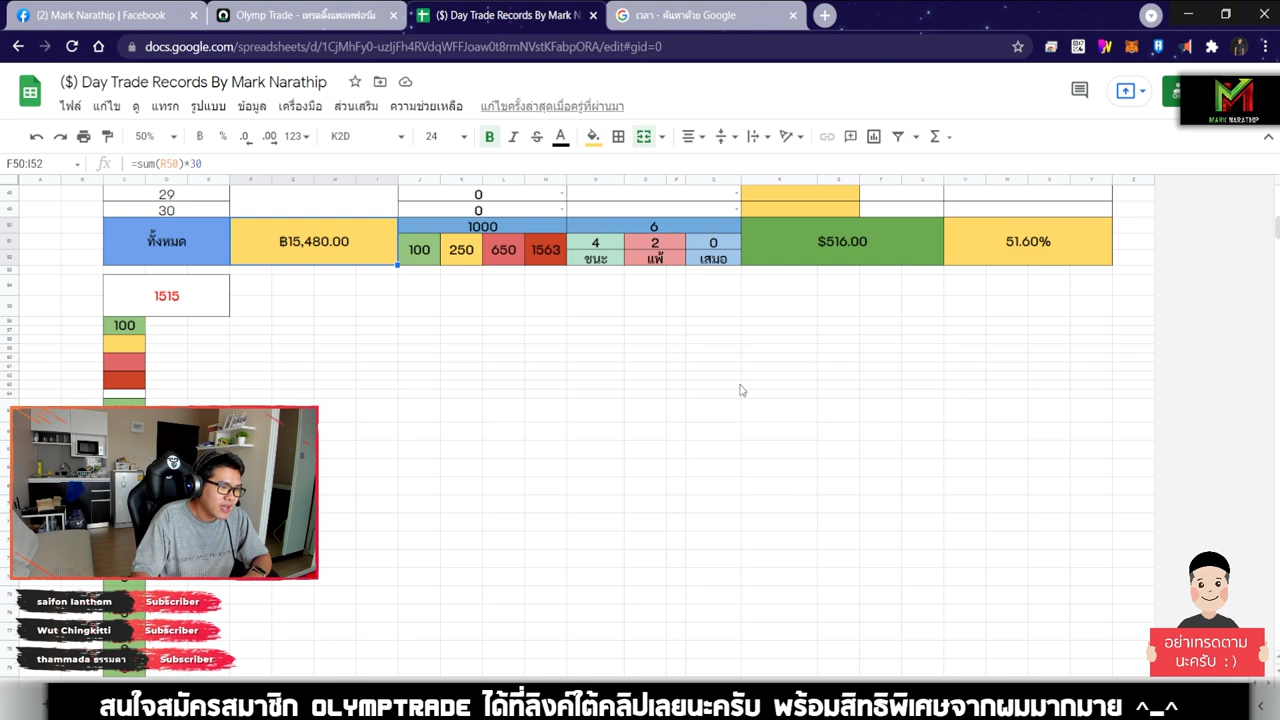 (2) Mark Narathip | Facebook
Olymp Trade - เทรดดิ้งแพลทฟอร์ม
($) Day Trade Records By Mark N
เวลา - ค้นหาด้วย Google
docs.google.com/spreadsheets/d/1CjMhFy0-uzIjFh4RVdqWFFJoaw0t8rmNVstKFabpORA/edit#gid=0
($) Day Trade Records By Mark Narathip
ไฟล์ แก้ไข ดู แทรก รูปแบบ ข้อมูล เครื่องมือ ส่วนเสริม ความช่วยเหลือ แก้ไขครั้งล่าสุดเมื่อครู่ที่ผ่านมา
MARK NARATHIP
50% ฿ % .0 .00 123 K2D 24 B I S A
F50:I52 fx =sum(R50)*30
29 0
30 0
ทั้งหมด ฿15,480.00 1000 6 $516.00 51.60%
100 250 650 1563 4 2 0
ชนะ แพ้ เสมอ
1515
100
saifon lanthom Subscriber
Wut Chingkitti Subscriber
thammada ธรรมดา Subscriber
อย่าเทรดตาม
นะครับ : )
สนใจสมัครสมาชิก OLYMPTRADE ได้ที่ลิงค์ใต้คลิปเลยนะครับ พร้อมสิทธิพิเศษจากผมมากมาย ^_^